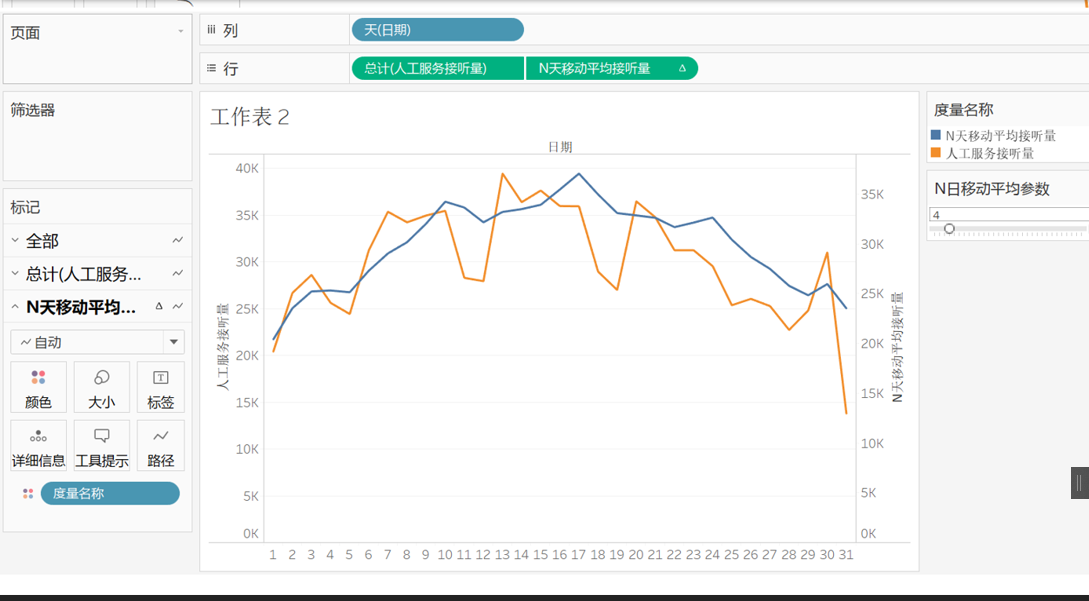 页面
iii 列
天(日期)
行
总计(人工服务接听量)
N天移动平均接听量 Δ
筛选器
标记
全部
总计(人工服务...
N天移动平均... Δ
自动
颜色
大小
标签
详细信息
工具提示
路径
度量名称
工作表 2
日期
40K
35K
30K
25K
20K
15K
10K
5K
0K
人工服务接听量
35K
30K
25K
20K
15K
10K
5K
0K
N天移动平均接听量
1 2 3 4 5 6 7 8 9 10 11 12 13 14 15 16 17 18 19 20 21 22 23 24 25 26 27 28 29 30 31
度量名称
N天移动平均接听量
人工服务接听量
N日移动平均参数
4